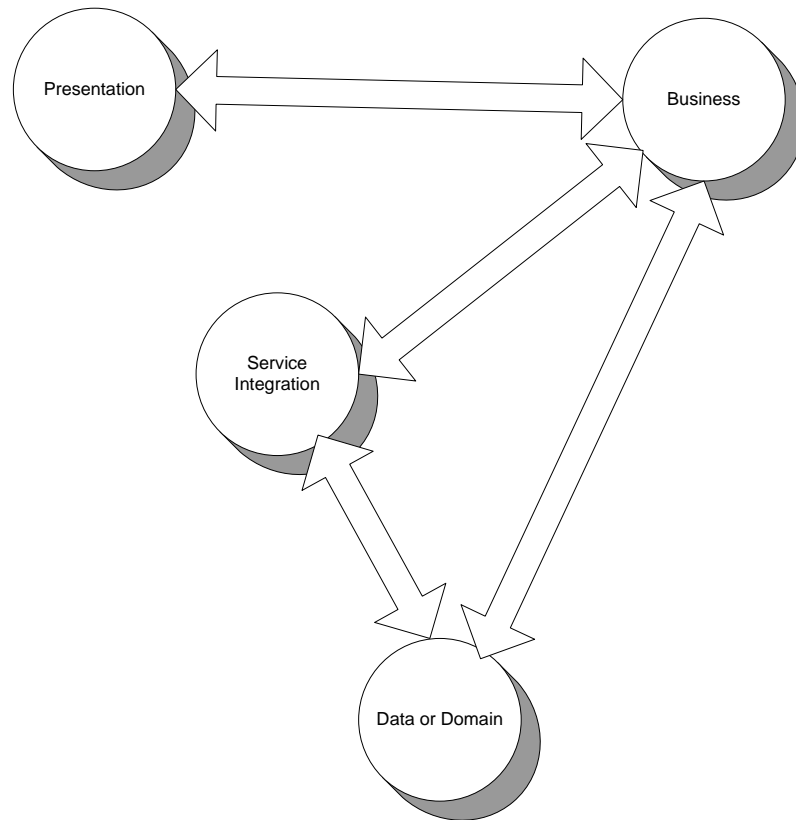 Presentation
Business
Service
Integration
Data or Domain